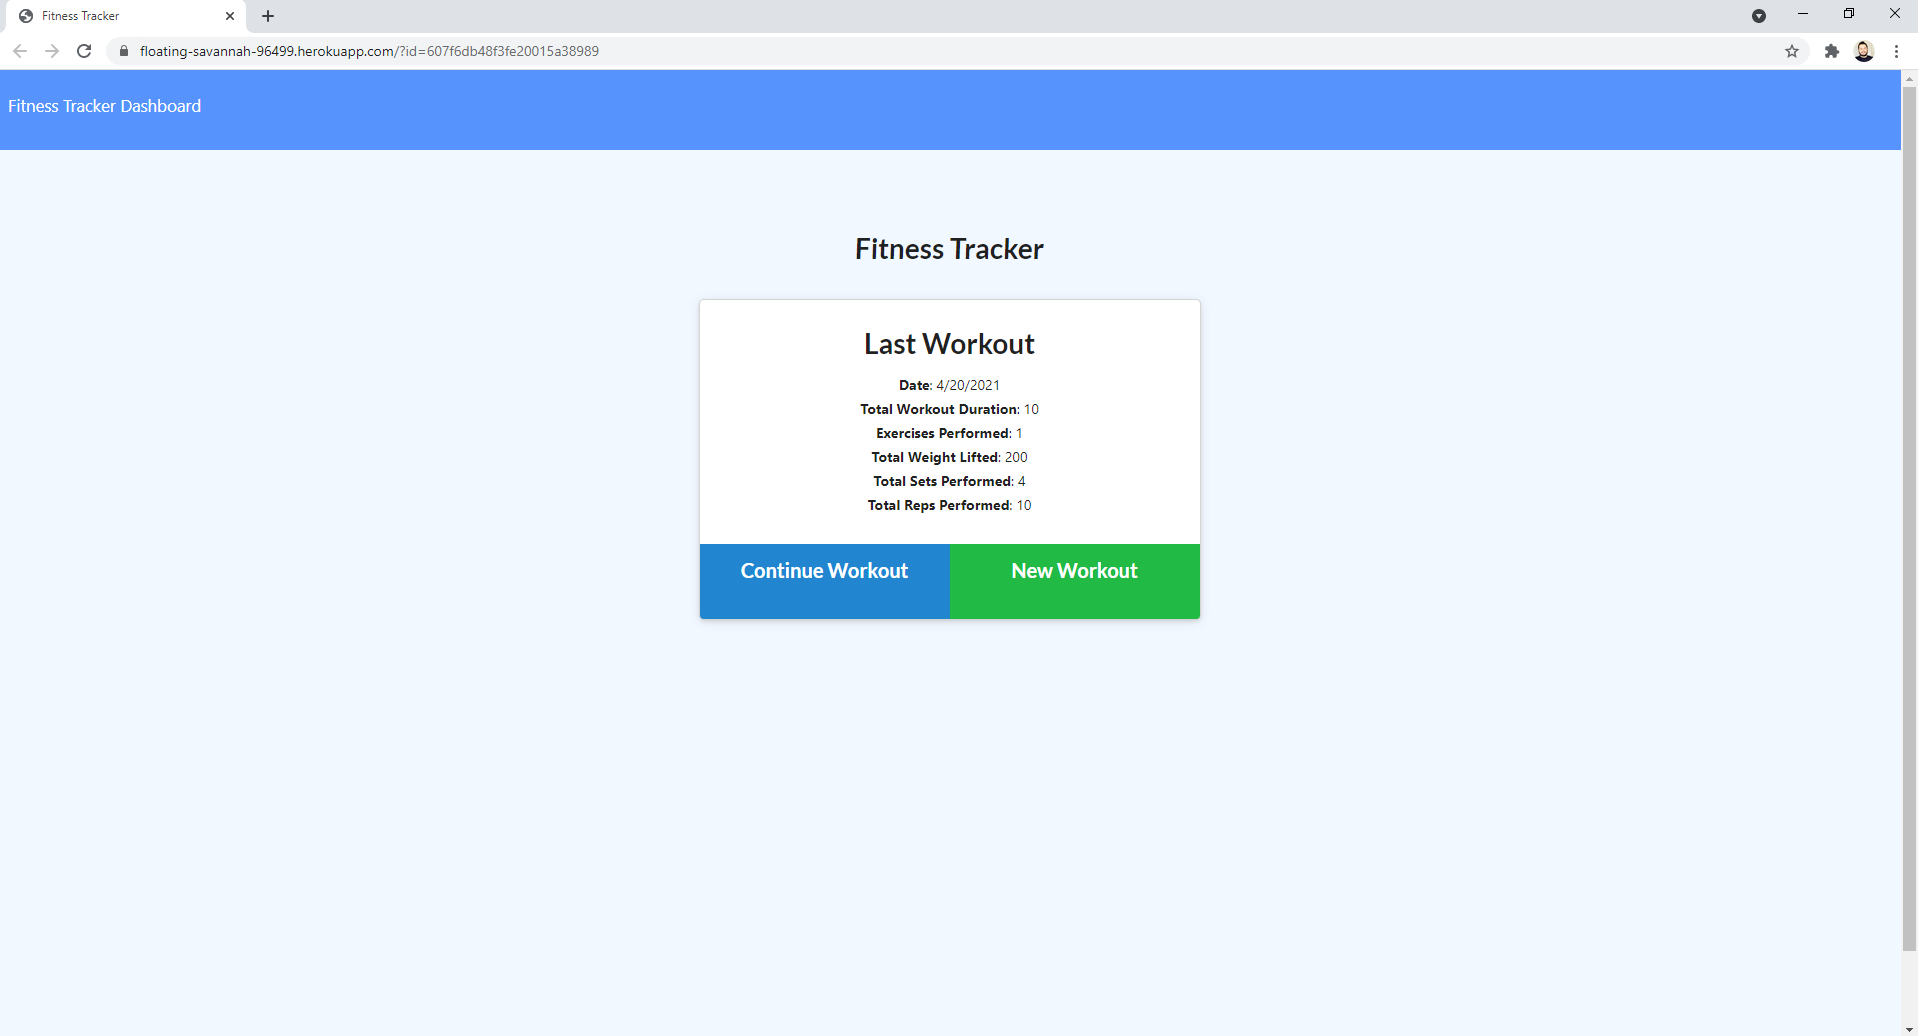 Fitness Tracker
floating-savannah-96499.herokuapp.com/?id=607f6db48f3fe20015a38989
Fitness Tracker Dashboard
Fitness Tracker
Last Workout
Date: 4/20/2021
Total Workout Duration: 10
Exercises Performed: 1
Total Weight Lifted: 200
Total Sets Performed: 4
Total Reps Performed: 10
Continue Workout
New Workout